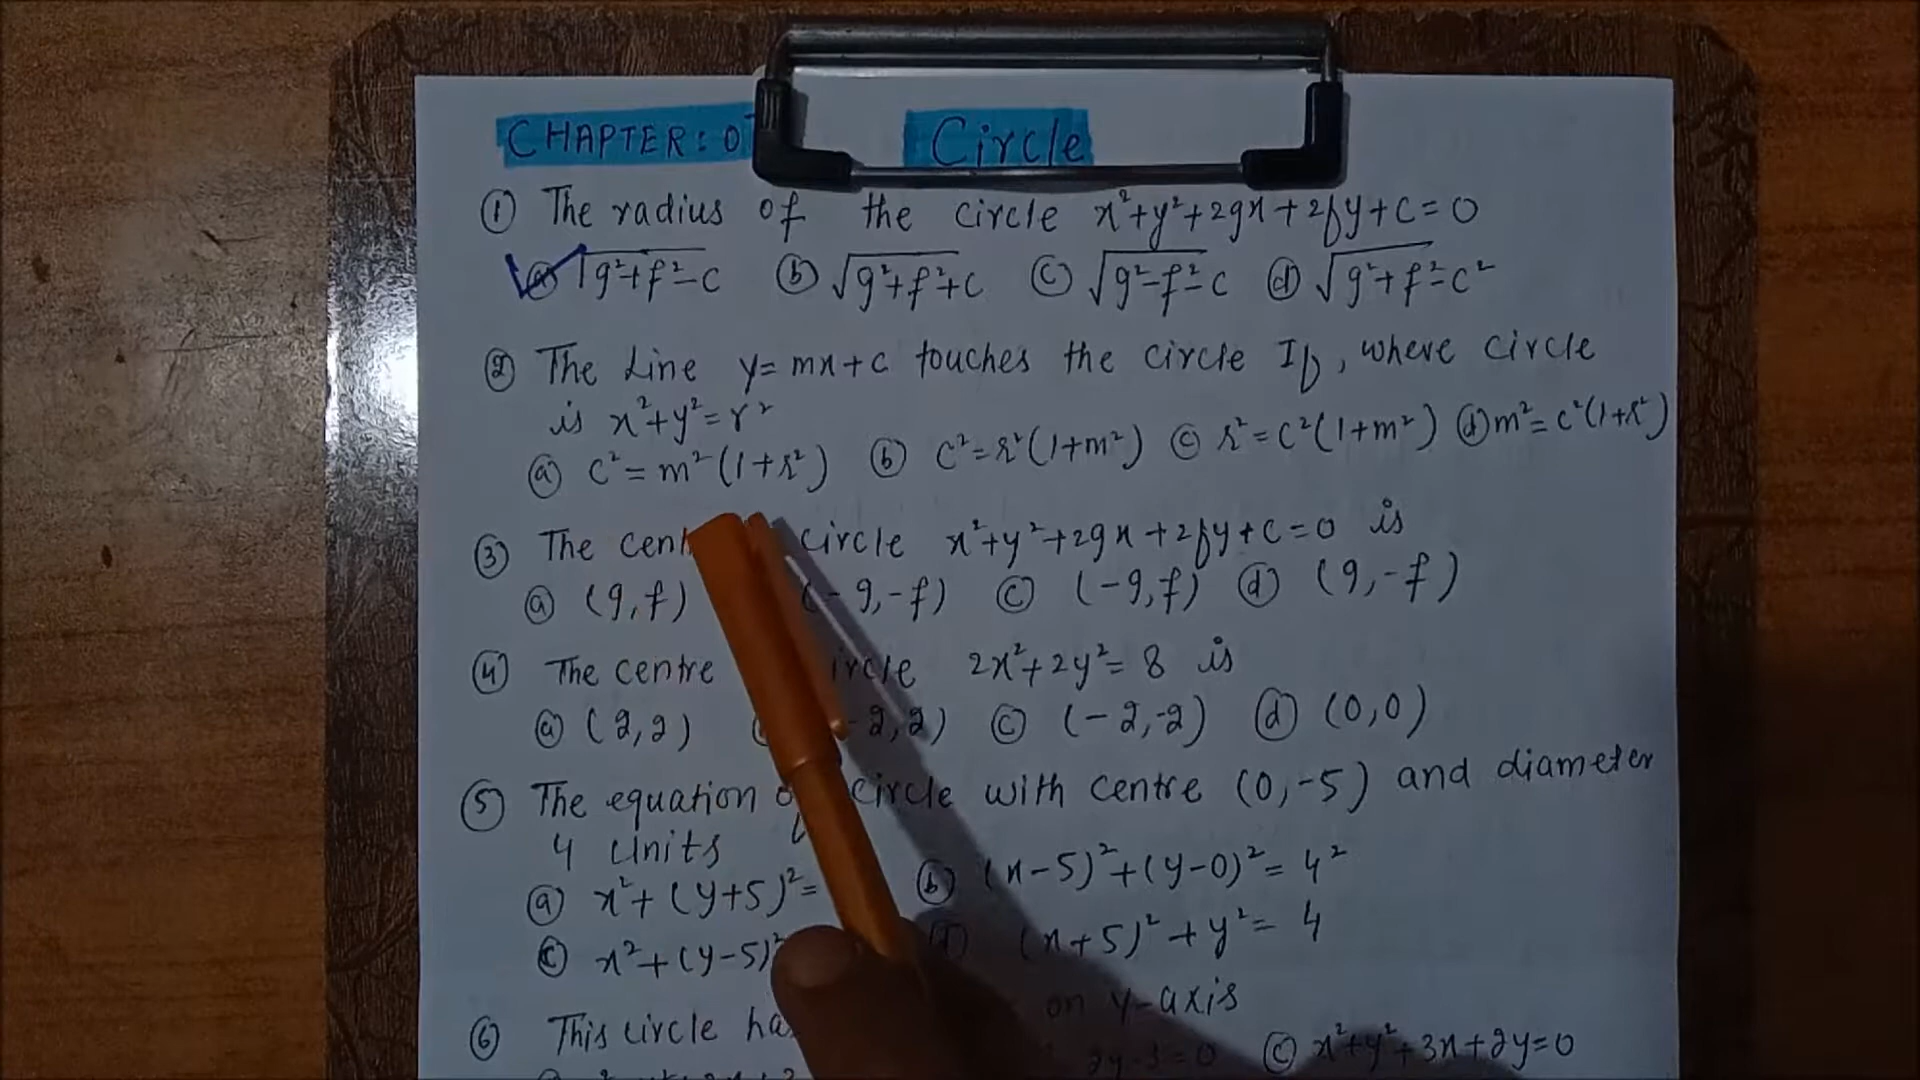 CHAPTER: 0 Circle
① The radius of the circle x²+y²+2gx+2fy+c=0
ⓐ √g²+f²-c ⓑ √g²+f²+c ⓒ √g²-f²-c ⓓ √g²+f²-c²
② The Line y=mx+c touches the circle If, where circle
is x²+y²=r²
ⓐ c²=m²(1+r²) ⓑ c²=r²(1+m²) ⓒ r²=c²(1+m²) ⓓ m²=c²(1+r²)
③ The circle x²+y²+2gx+2fy+c=0 is
ⓐ (g,f) (-g,-f) ⓒ (-g,f) ⓓ (g,-f)
④ The centre 2x²+2y²=8 is
ⓐ (2,2) -2,2) ⓒ (-2,-2) ⓓ (0,0)
⑤ The equation circle with centre (0,-5) and diameter
4 units
ⓐ x²+(y+5)²= ⓑ (x-5)²+(y-0)²=4²
ⓒ x²+(y-5)² ⓓ (x+5)²+y²=4
⑥ This circle on y-axis
2y-3=0 ⓒ x²+y²+3x+2y=0